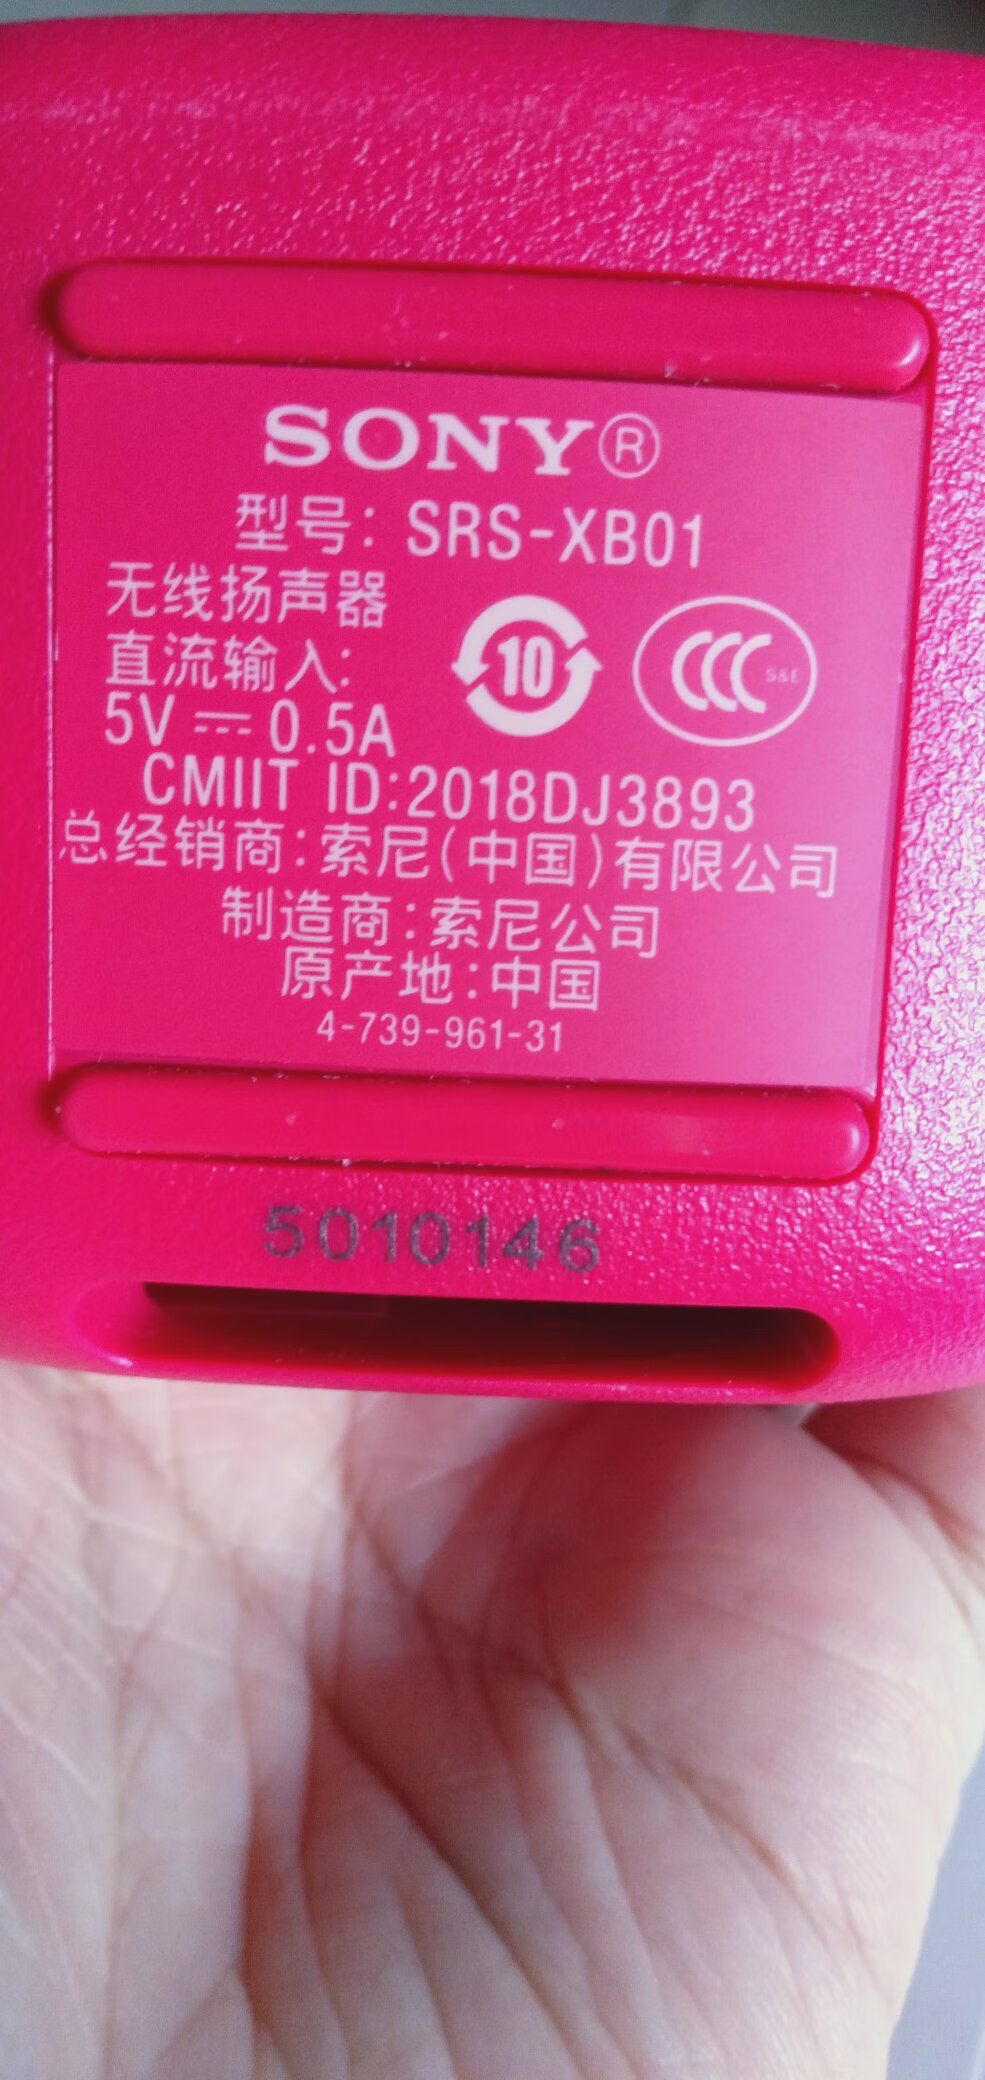 SONY®
型号: SRS-XB01
无线扬声器
直流输入:
5V ⎓ 0.5A
10
CCC S&E
CMIIT ID:2018DJ3893
总经销商:索尼(中国)有限公司
制造商:索尼公司
原产地:中国
4-739-961-31
5010146